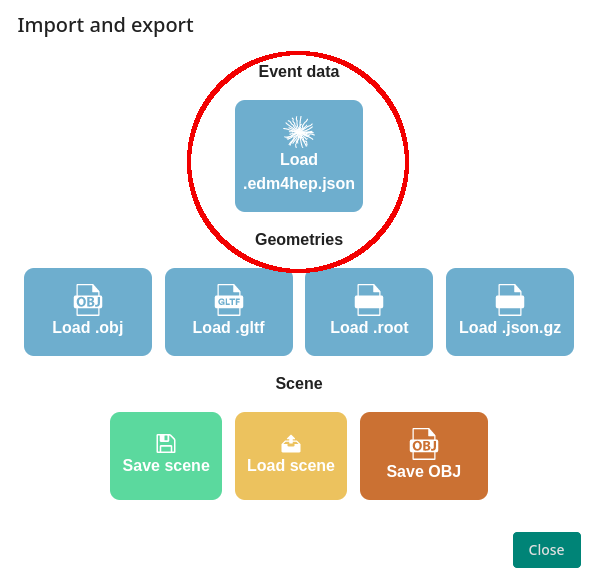 Import and export
Event data
Load
.edm4hep.json
Geometries
OBJ
GLTF
Load .obj
Load .gltf
Load .root
Load .json.gz
Scene
OBJ
Save scene
Load scene
Save OBJ
Close